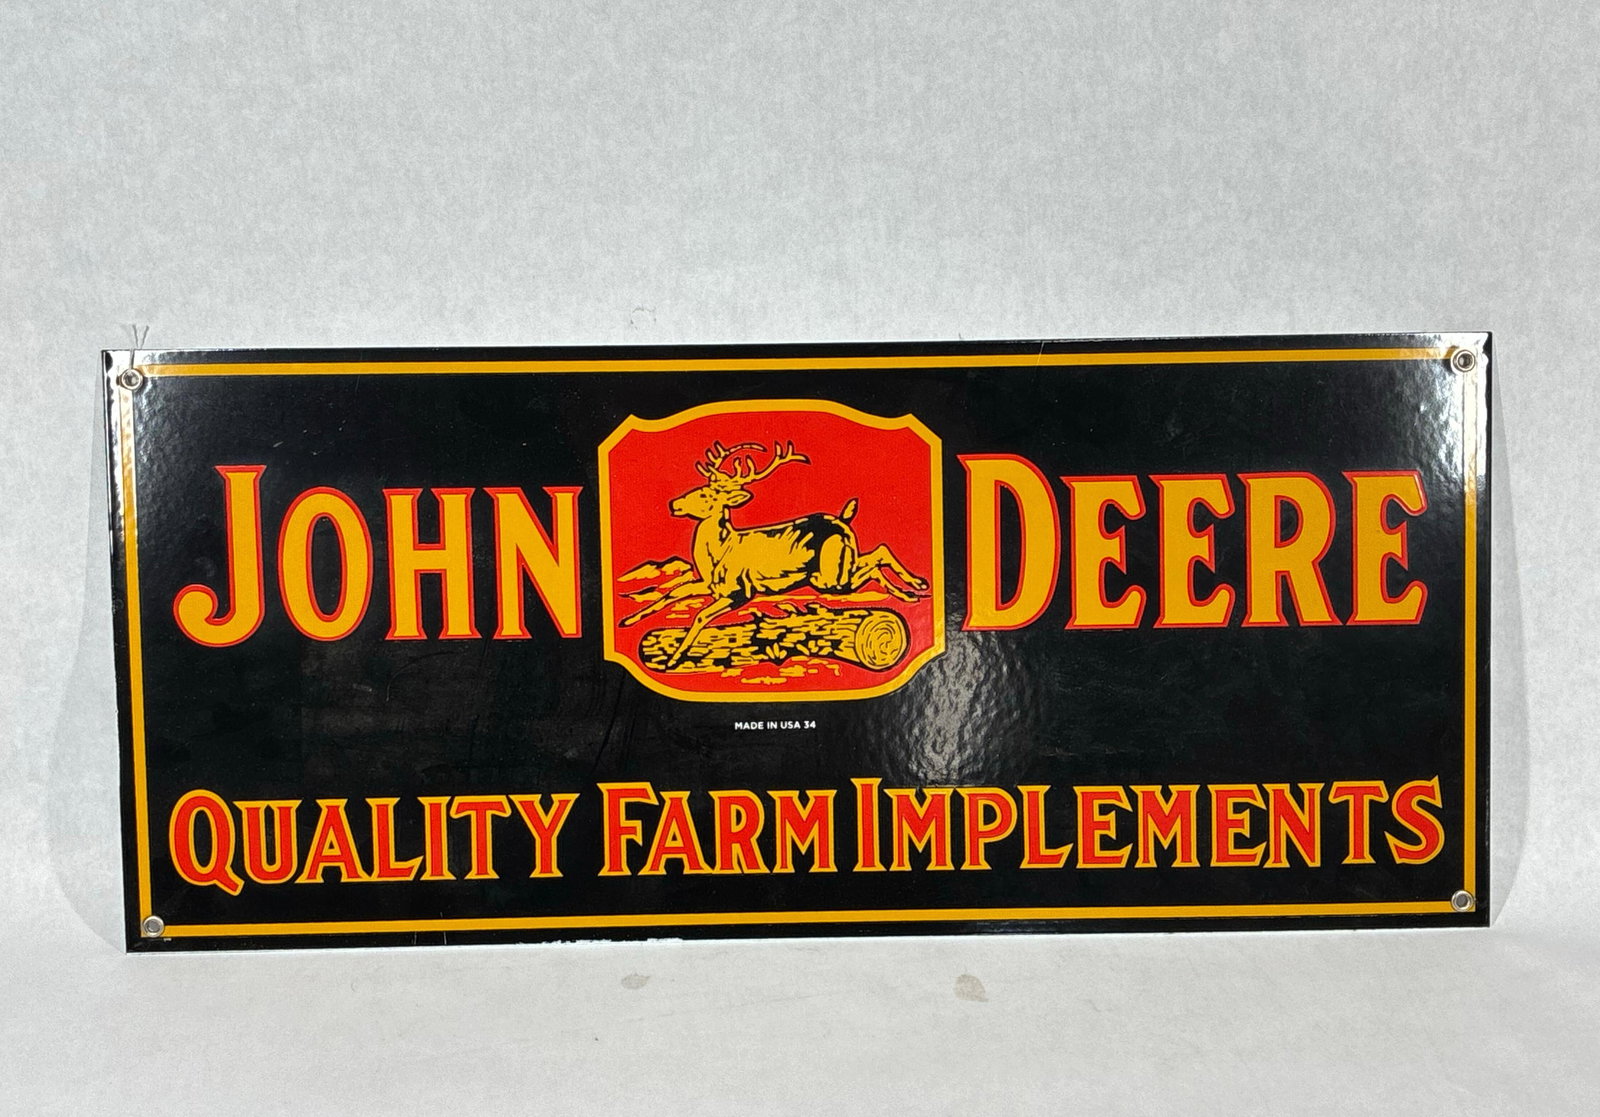 JOHN DEERE
MADE IN USA 34
QUALITY FARM IMPLEMENTS